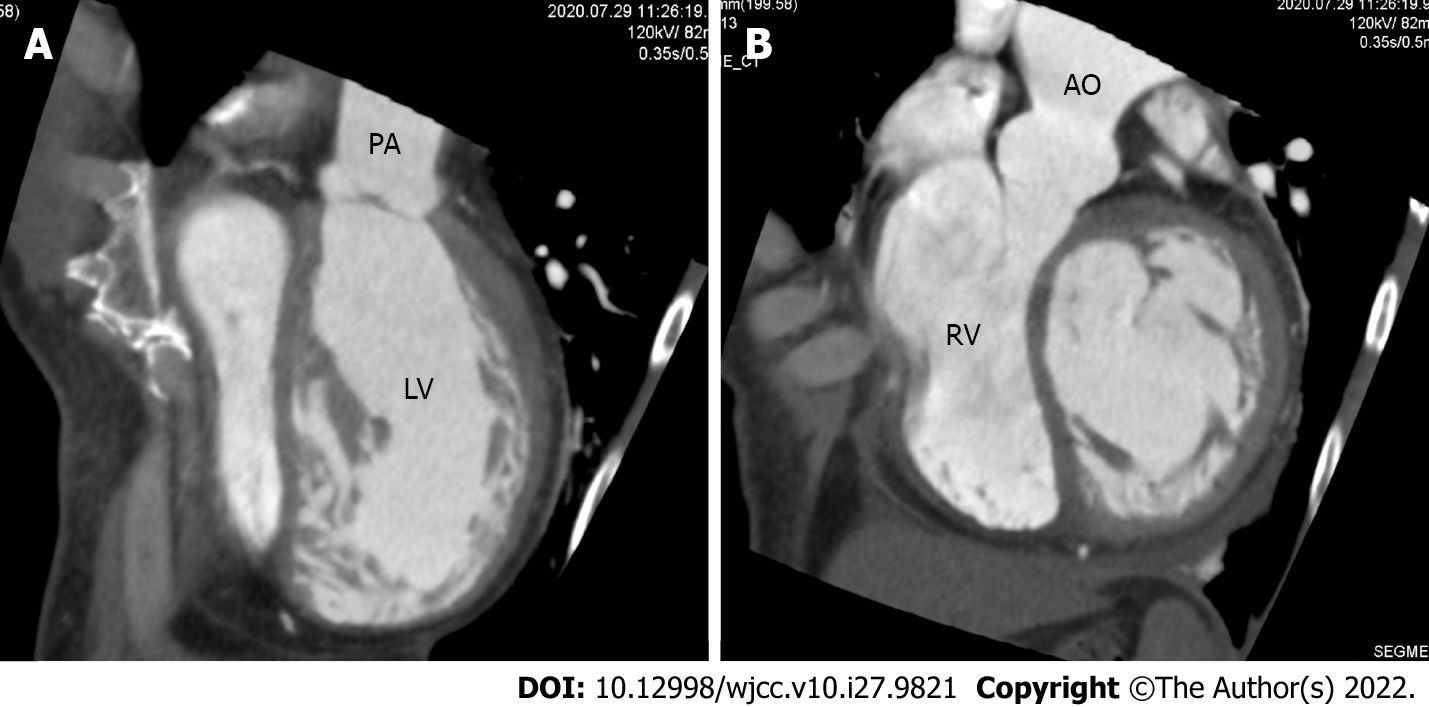 58)
A
2020.07.29 11:26:19.
120kV/ 82m
0.35s/0.5
PA
LV
mm(199.58)
13
B
E_CT
2020.07.29 11:26:19.9
120kV/ 82m
0.35s/0.5m
AO
RV
SEGME
DOI: 10.12998/wjcc.v10.i27.9821 Copyright ©The Author(s) 2022.